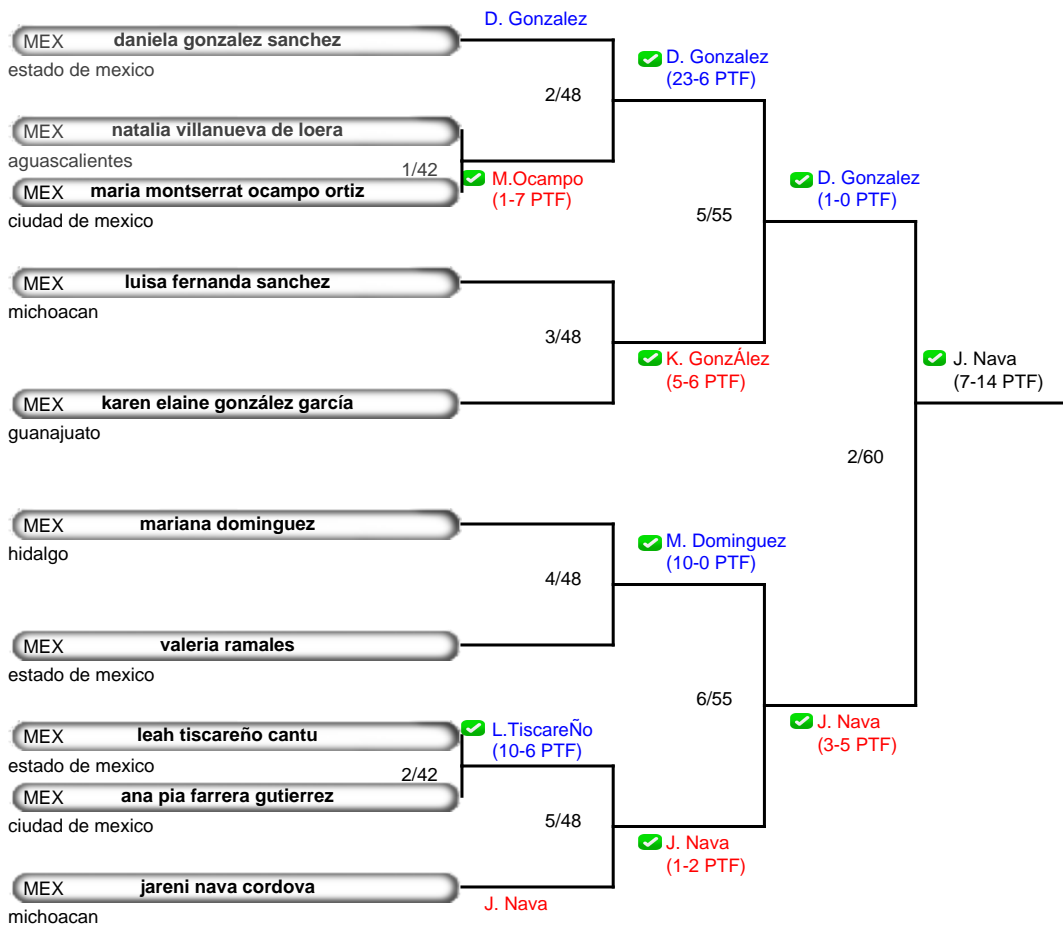 D. Gonzalez
MEX daniela gonzalez sanchez
estado de mexico
D. Gonzalez
(23-6 PTF)
2/48
MEX natalia villanueva de loera
aguascalientes
1/42
M.Ocampo
(1-7 PTF)
MEX maria montserrat ocampo ortiz
ciudad de mexico
D. Gonzalez
(1-0 PTF)
5/55
MEX luisa fernanda sanchez
michoacan
3/48
K. GonzÁlez
(5-6 PTF)
J. Nava
(7-14 PTF)
MEX karen elaine gonzález garcía
guanajuato
2/60
MEX mariana dominguez
hidalgo
M. Dominguez
(10-0 PTF)
4/48
MEX valeria ramales
estado de mexico
6/55
MEX leah tiscareño cantu
estado de mexico
L.TiscareÑo
(10-6 PTF)
J. Nava
(3-5 PTF)
2/42
MEX ana pia farrera gutierrez
ciudad de mexico
5/48
J. Nava
(1-2 PTF)
MEX jareni nava cordova
michoacan
J. Nava